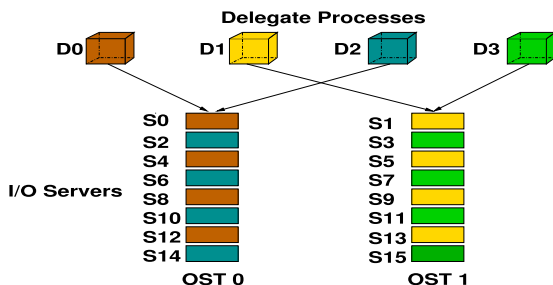 Delegate Processes
D0 D1 D2 D3
S0 S1
S2 S3
S4 S5
S6 S7
I/O Servers
S8 S9
S10 S11
S12 S13
S14 S15
OST 0 OST 1